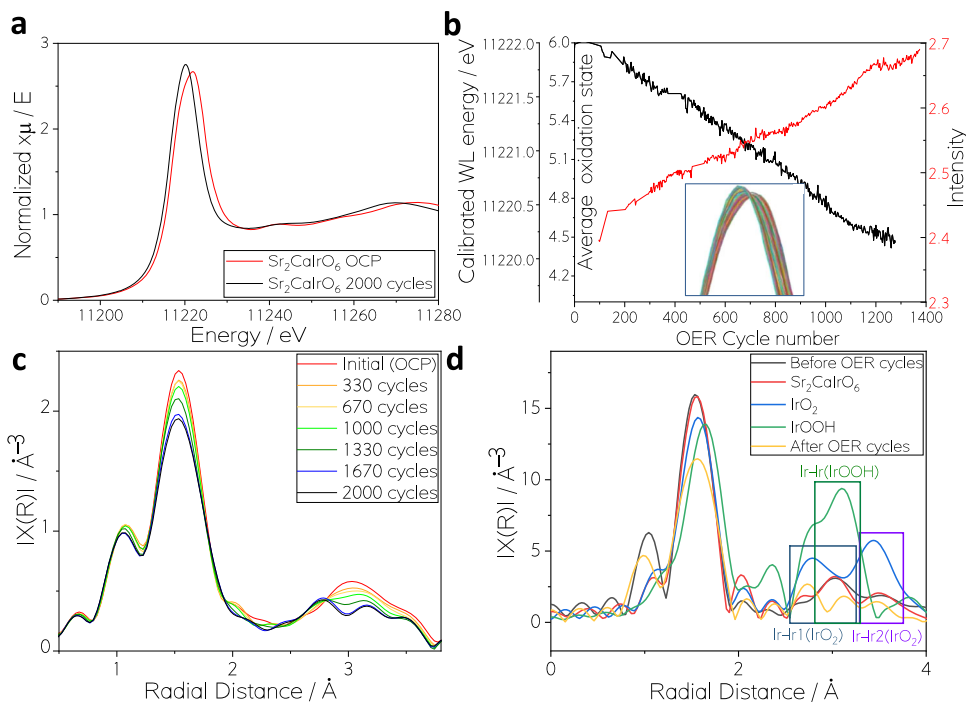 a
Normalized xμ / E
3
2
1
0
11200
11220
11240
11260
11280
Energy / eV
Sr₂CaIrO₆ OCP
Sr₂CaIrO₆ 2000 cycles
b
Calibrated WL energy / eV
11222.0
11221.5
11221.0
11220.5
11220.0
Average oxidation state
6.0
5.7
5.4
5.1
4.8
4.5
4.2
0
200
400
600
800
1000
1200
1400
OER Cycle number
2.7
2.6
2.5
2.4
2.3
Intensity
c
|X(R)| / Å-3
2
1
0
1
2
3
Radial Distance / Å
Initial (OCP)
330 cycles
670 cycles
1000 cycles
1330 cycles
1670 cycles
2000 cycles
d
|X(R)| / Å-3
15
10
5
0
0
2
4
Radial Distance / Å
Before OER cycles
Sr₂CaIrO₆
IrO₂
IrOOH
After OER cycles
Ir-Ir(IrOOH)
Ir-Ir1(IrO₂)
Ir-Ir2(IrO₂)